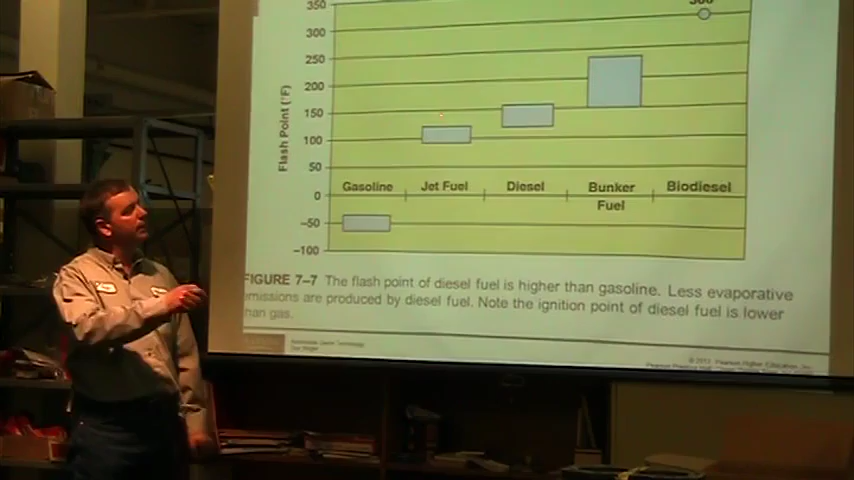 350
300
250
200
150
100
50
0
−50
−100
Flash Point (°F)
Gasoline
Jet Fuel
Diesel
Bunker
Fuel
Biodiesel
FIGURE 7–7 The flash point of diesel fuel is higher than gasoline. Less evaporative
emissions are produced by diesel fuel. Note the ignition point of diesel fuel is lower
han gas.